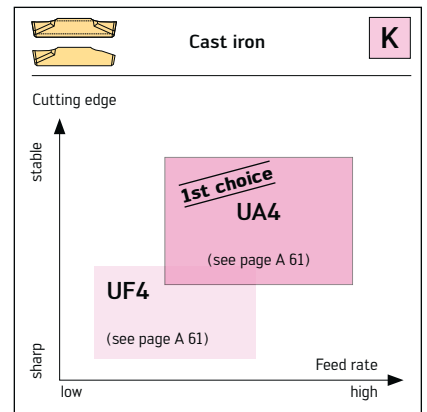 Cast iron
K
Cutting edge
stable
1st choice
UA4
(see page A 61)
UF4
(see page A 61)
sharp
Feed rate
low
high